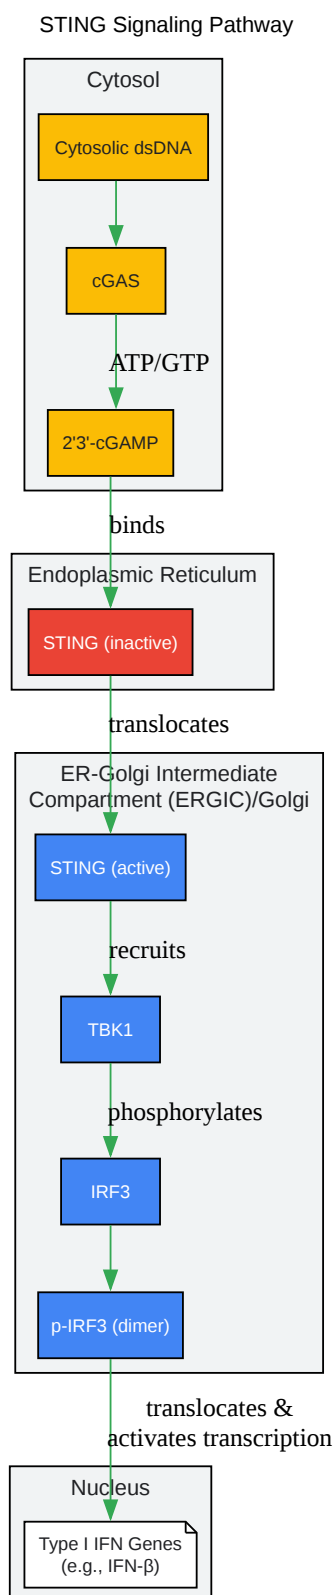 STING Signaling Pathway
Cytosol
Cytosolic dsDNA
cGAS
ATP/GTP
2'3'-cGAMP
binds
Endoplasmic Reticulum
STING (inactive)
translocates
ER-Golgi Intermediate
Compartment (ERGIC)/Golgi
STING (active)
recruits
TBK1
phosphorylates
IRF3
p-IRF3 (dimer)
translocates &
activates transcription
Nucleus
Type I IFN Genes
(e.g., IFN-β)